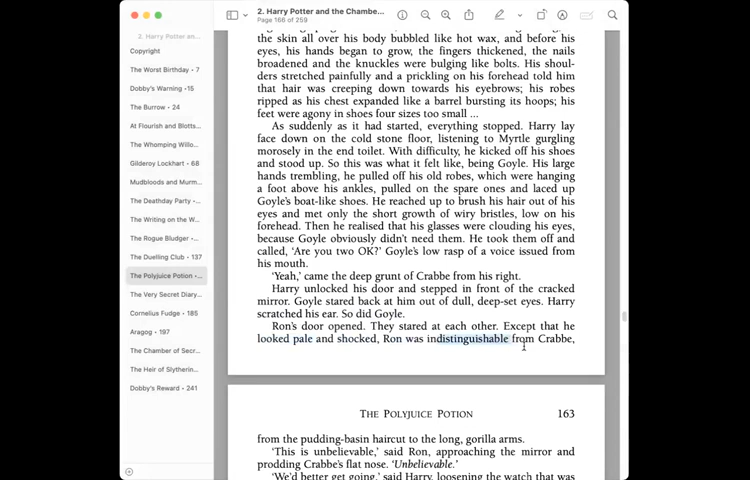 2. Harry Potter and the Chambe...
Page 166 of 259
2. Harry Potter an...
Copyright
The Worst Birthday • 7
Dobby's Warning •15
The Burrow • 24
At Flourish and Blotts...
The Whomping Willo...
Gilderoy Lockhart • 68
Mudbloods and Murm...
The Deathday Party •...
The Writing on the W...
The Rogue Bludger •...
The Duelling Club • 137
The Polyjuice Potion •...
The Very Secret Diary...
Cornelius Fudge • 185
Aragog • 197
The Chamber of Secr...
The Heir of Slytherin...
Dobby's Reward • 241
the skin all over his body bubbled like hot wax, and before his
eyes, his hands began to grow, the fingers thickened, the nails
broadened and the knuckles were bulging like bolts. His shoul-
ders stretched painfully and a prickling on his forehead told him
that hair was creeping down towards his eyebrows; his robes
ripped as his chest expanded like a barrel bursting its hoops; his
feet were agony in shoes four sizes too small ...
As suddenly as it had started, everything stopped. Harry lay
face down on the cold stone floor, listening to Myrtle gurgling
morosely in the end toilet. With difficulty, he kicked off his shoes
and stood up. So this was what it felt like, being Goyle. His large
hands trembling, he pulled off his old robes, which were hanging
a foot above his ankles, pulled on the spare ones and laced up
Goyle's boat-like shoes. He reached up to brush his hair out of his
eyes and met only the short growth of wiry bristles, low on his
forehead. Then he realised that his glasses were clouding his eyes,
because Goyle obviously didn't need them. He took them off and
called, 'Are you two OK?' Goyle's low rasp of a voice issued from
his mouth.
'Yeah,' came the deep grunt of Crabbe from his right.
Harry unlocked his door and stepped in front of the cracked
mirror. Goyle stared back at him out of dull, deep-set eyes. Harry
scratched his ear. So did Goyle.
Ron's door opened. They stared at each other. Except that he
looked pale and shocked, Ron was indistinguishable from Crabbe,
THE POLYJUICE POTION 163
from the pudding-basin haircut to the long, gorilla arms.
'This is unbelievable,' said Ron, approaching the mirror and
prodding Crabbe's flat nose. 'Unbelievable.'
'We'd better get going,' said Harry, loosening the watch that was